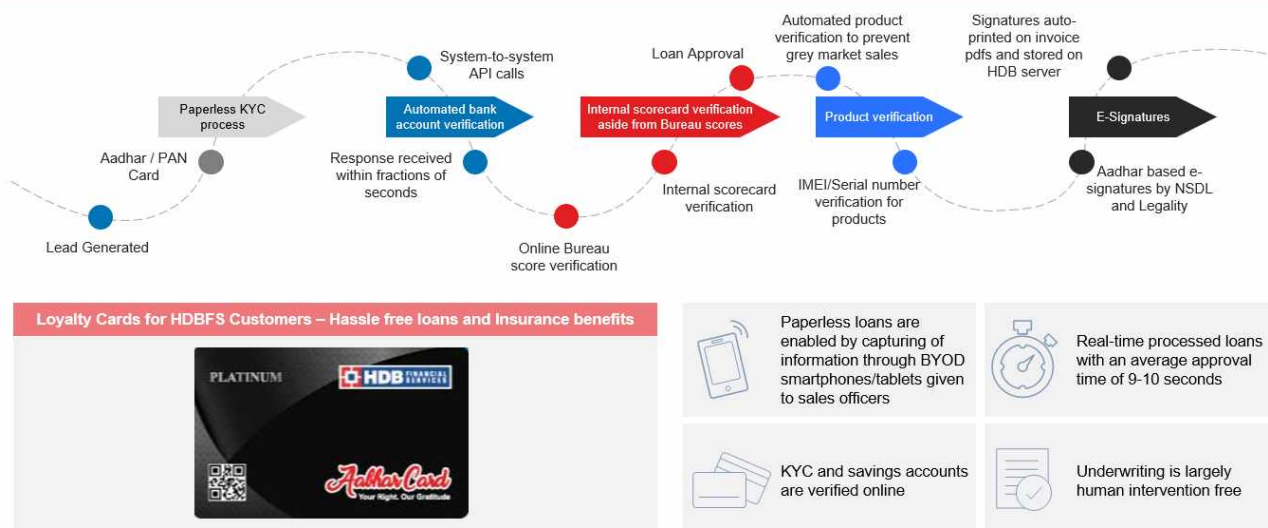 Lead Generated
Aadhar / PAN
Card
Paperless KYC
process
System-to-system
API calls
Automated bank
account verification
Response received
within fractions of
seconds
Online Bureau
score verification
Loan Approval
Internal scorecard verification
aside from Bureau scores
Internal scorecard
verification
Automated product
verification to prevent
grey market sales
Product verification
IMEI/Serial number
verification for
products
Signatures auto-
printed on invoice
pdfs and stored on
HDB server
E-Signatures
Aadhar based e-
signatures by NSDL
and Legality
Loyalty Cards for HDBFS Customers – Hassle free loans and Insurance benefits
PLATINUM
HDB FINANCIAL
SERVICES
Aabhar Card
Your Right. Our Gratitude
Paperless loans are
enabled by capturing of
information through BYOD
smartphones/tablets given
to sales officers
Real-time processed loans
with an average approval
time of 9-10 seconds
KYC and savings accounts
are verified online
Underwriting is largely
human intervention free